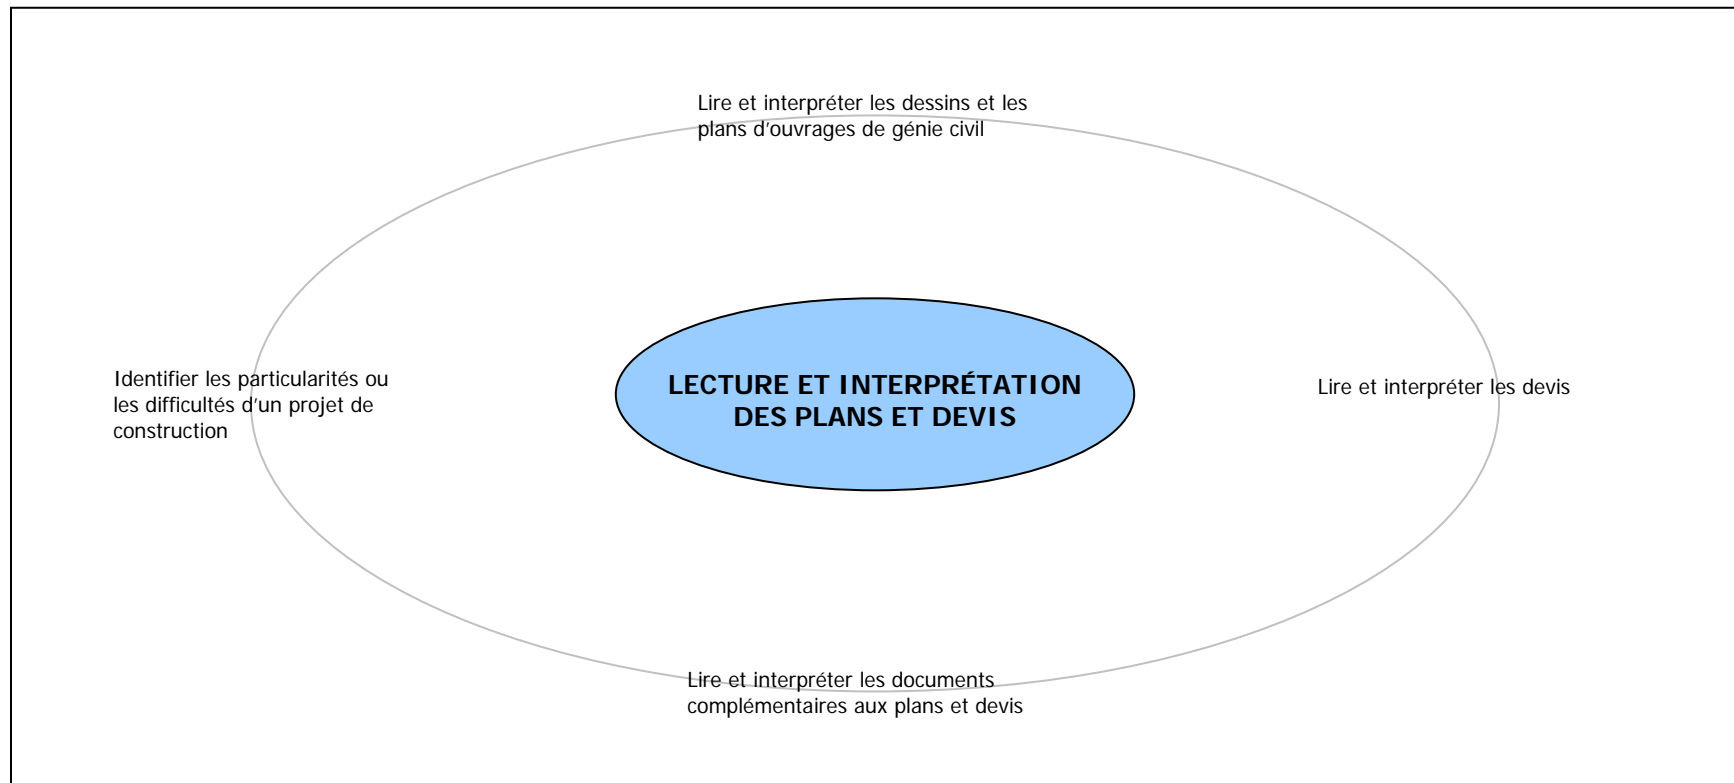 Lire et interpréter les dessins et les
plans d'ouvrages de génie civil
Identifier les particularités ou
les difficultés d'un projet de
construction
LECTURE ET INTERPRÉTATION
DES PLANS ET DEVIS
Lire et interpréter les devis
Lire et interpréter les documents
complémentaires aux plans et devis